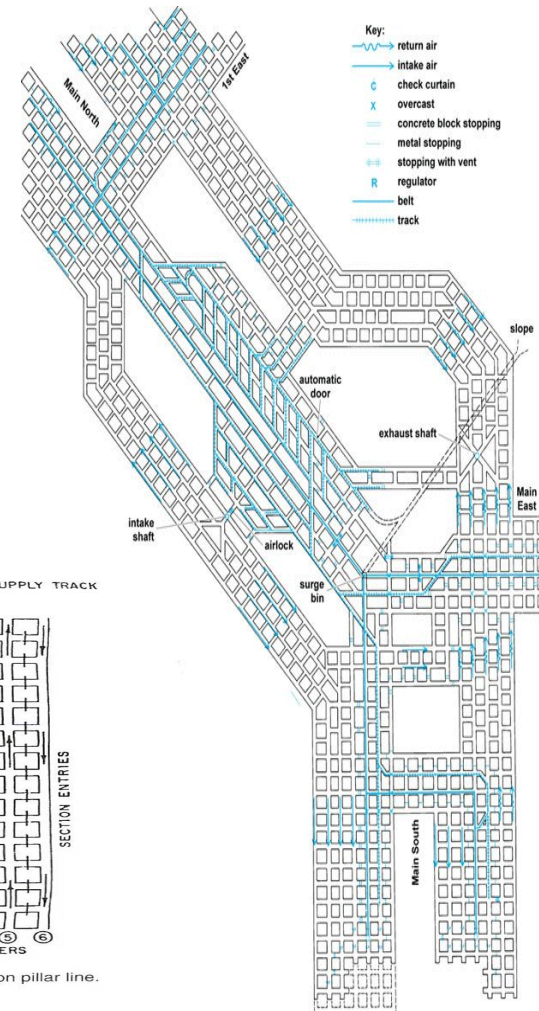 Key:
return air
intake air
C check curtain
X overcast
concrete block stopping
metal stopping
stopping with vent
R regulator
belt
track
1st East
Main North
slope
automatic
door
exhaust shaft
Main
East
intake
shaft
airlock
surge
bin
UPPLY TRACK
SECTION ENTRIES
Main South
5 6
ERS
on pillar line.